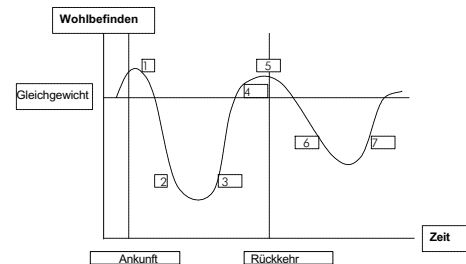 Wohlbefinden
1
5
Gleichgewicht
4
6
7
2
3
Zeit
Ankunft
Rückkehr